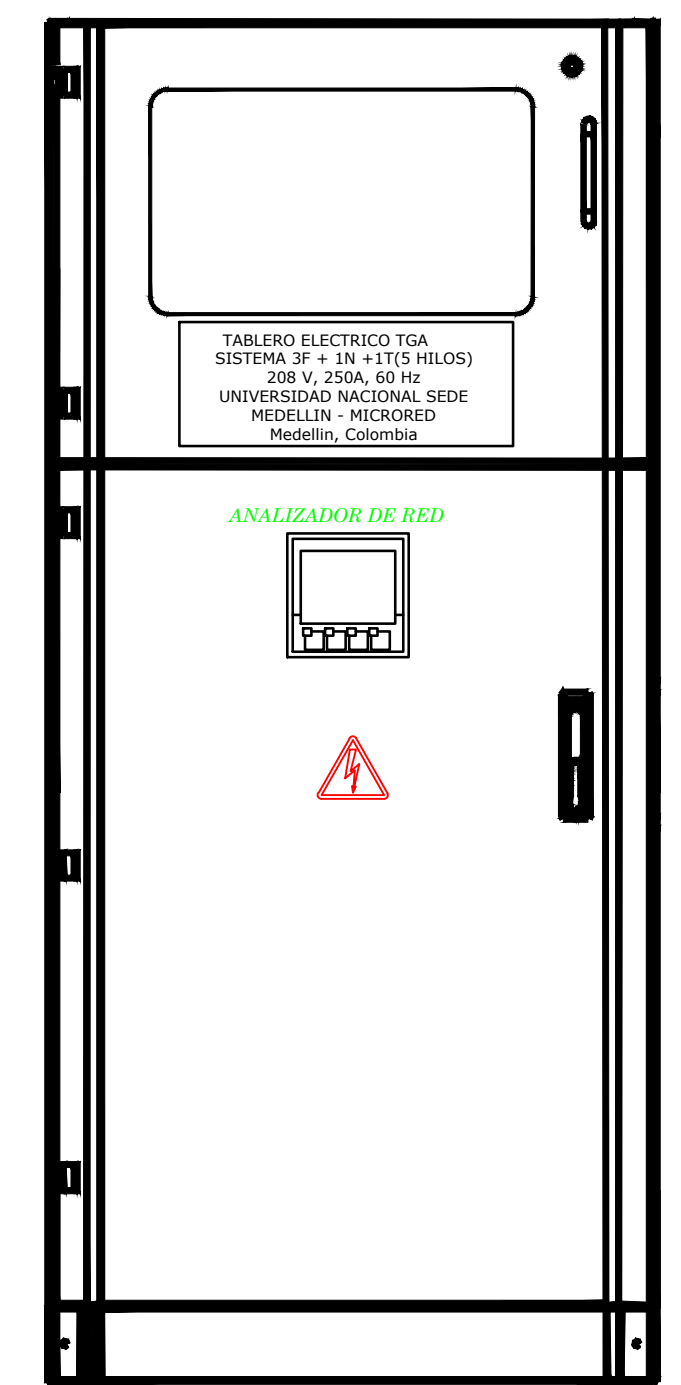 TABLERO ELECTRICO TGA
SISTEMA 3F + 1N +1T(5 HILOS)
208 V, 250A, 60 Hz
UNIVERSIDAD NACIONAL SEDE
MEDELLIN - MICRORED
Medellin, Colombia
ANALIZADOR DE RED